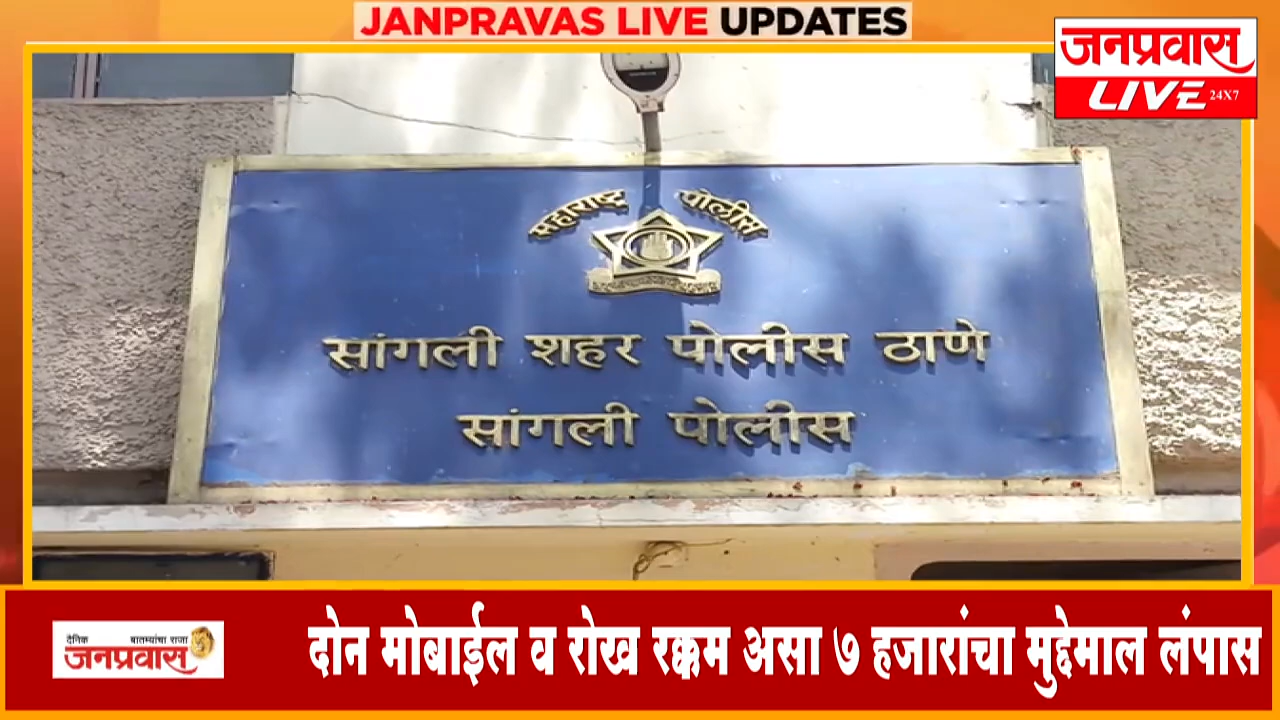 JANPRAVAS LIVE UPDATES
जनप्रवास
LIVE 24X7
महाराष्ट्र पोलीस
सांगली शहर पोलीस ठाणे
सांगली पोलीस
दैनिक बातम्यांचा राजा
जनप्रवास
दोन मोबाईल व रोख रक्कम असा ७ हजारांचा मुद्देमाल लंपास